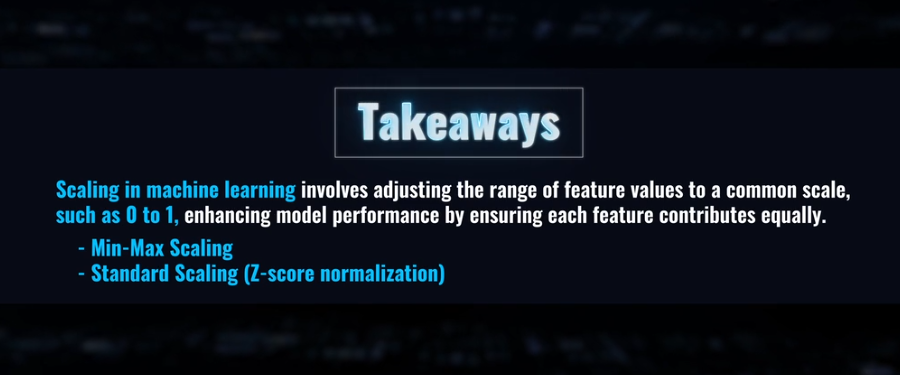 Takeaways
Scaling in machine learning involves adjusting the range of feature values to a common scale,
such as 0 to 1, enhancing model performance by ensuring each feature contributes equally.
- Min-Max Scaling
- Standard Scaling (Z-score normalization)